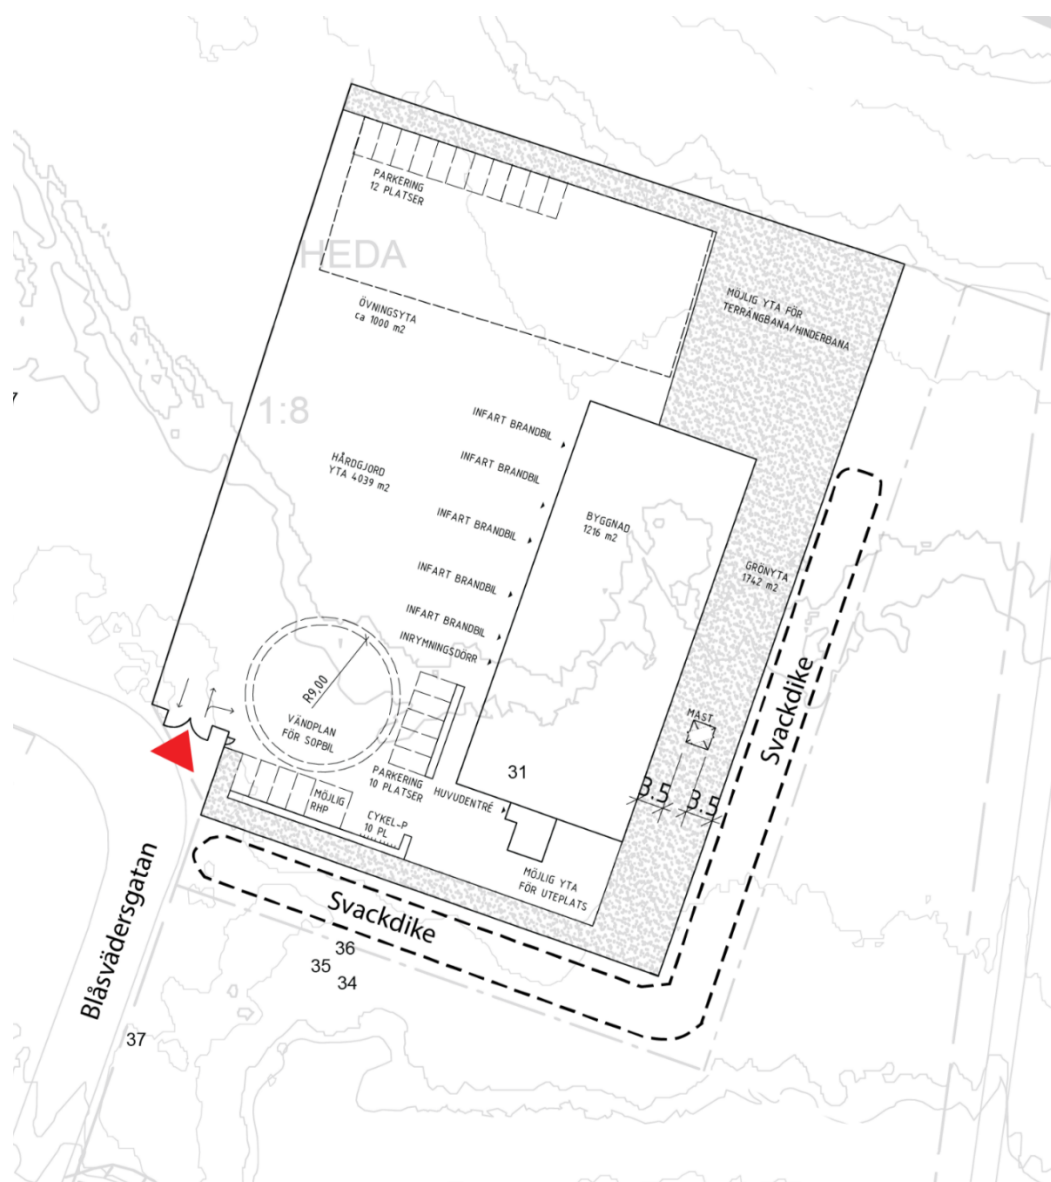 PARKERING
12 PLATSER
HEDA
MÖJLIG YTA FÖR
TERRÄNGBANA/HINDERBANA
ÖVNINGSYTA
ca 1000 m2
1:8
INFART BRANDBIL
INFART BRANDBIL
HÅRDGJORD
YTA 4039 m2
INFART BRANDBIL
BYGGNAD
1216 m2
INFART BRANDBIL
GRÖNYTA
1742 m2
INFART BRANDBIL
INRYMNINGSDÖRR
R9,00
VÄNDPLAN
FÖR SOPBIL
MAST
Svackdike
31
PARKERING
10 PLATSER
HUVUDENTRÉ
3.5
3.5
MÖJLIG
RHP
CYKEL-P
10 PL
MÖJLIG YTA
FÖR UTEPLATS
Svackdike
Blåsvädersgatan
36
35
34
37